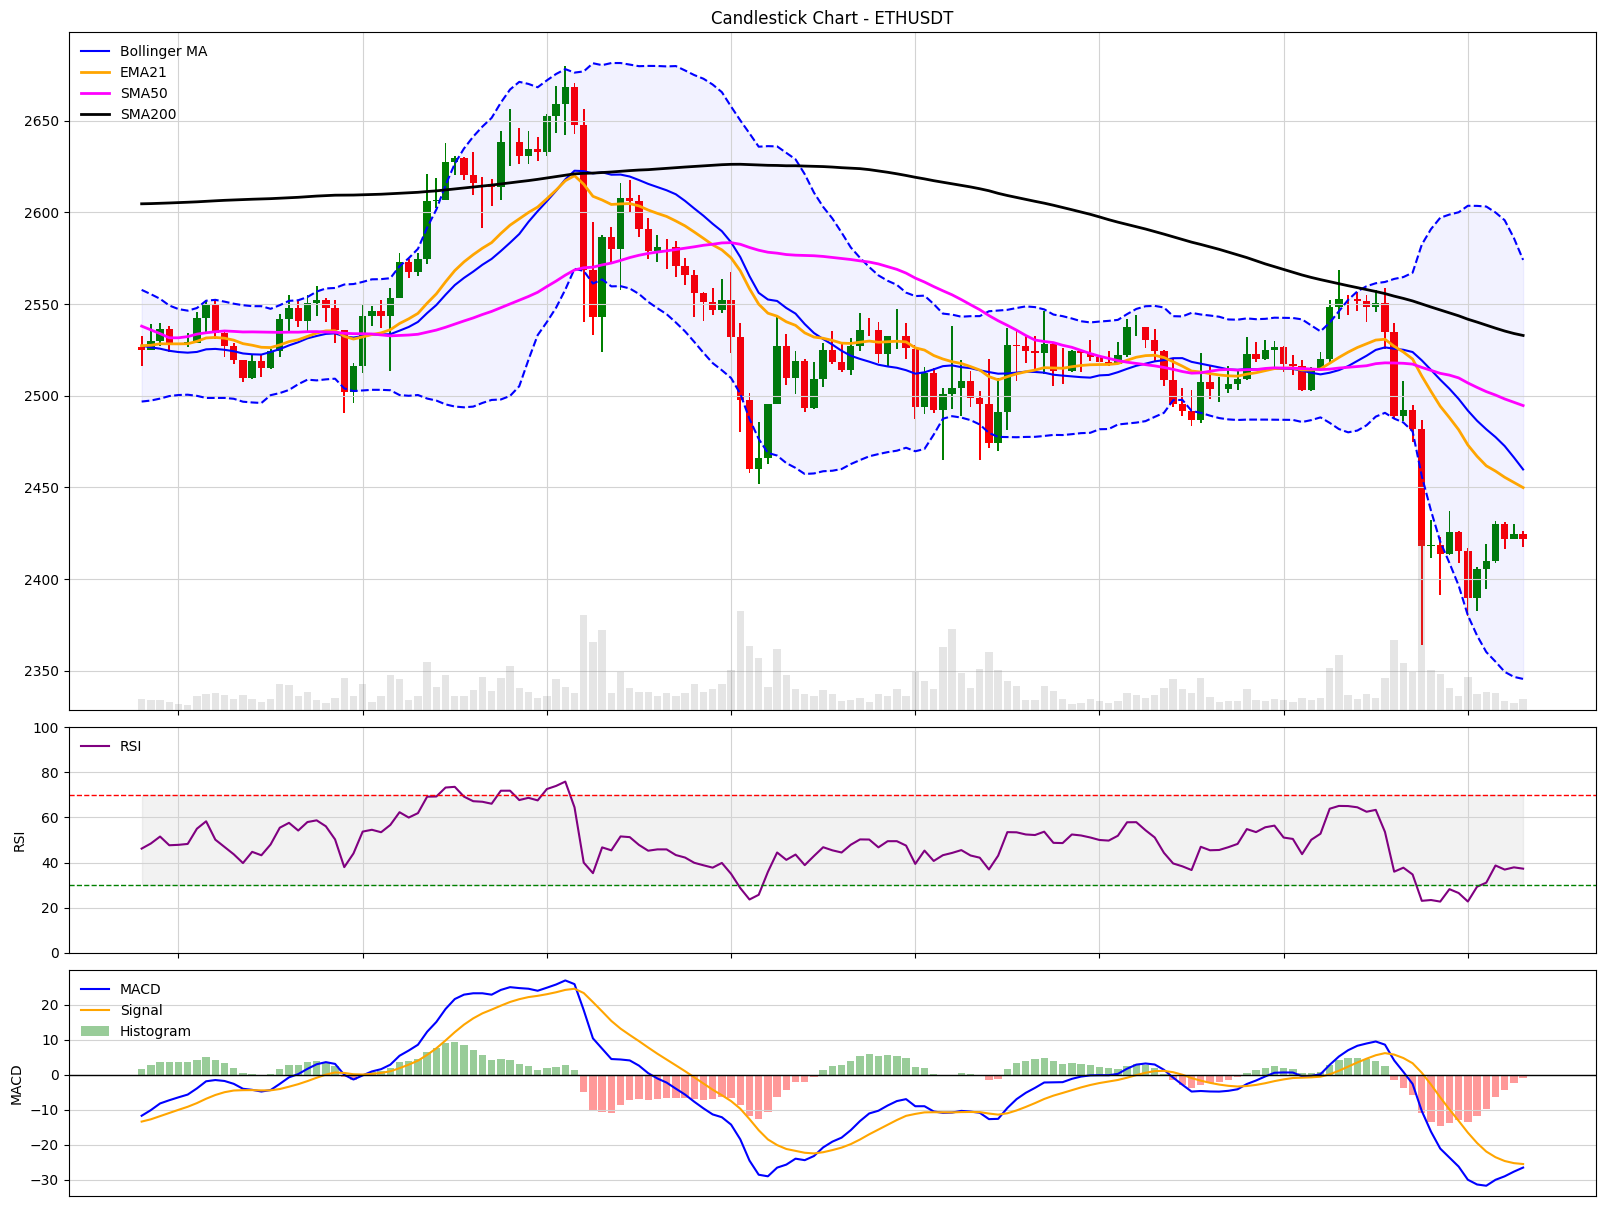 Candlestick Chart - ETHUSDT
Bollinger MA
EMA21
SMA50
SMA200
2650
2600
2550
2500
2450
2400
2350
RSI
100
80
60
40
20
0
RSI
MACD
Signal
Histogram
20
10
0
−10
−20
−30
MACD